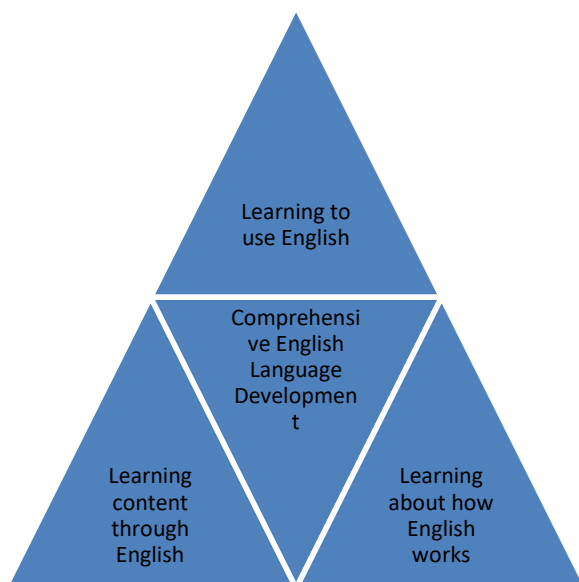 Learning to
use English
Comprehensi
ve English
Language
Developmen
t
Learning
content
through
English
Learning
about how
English
works